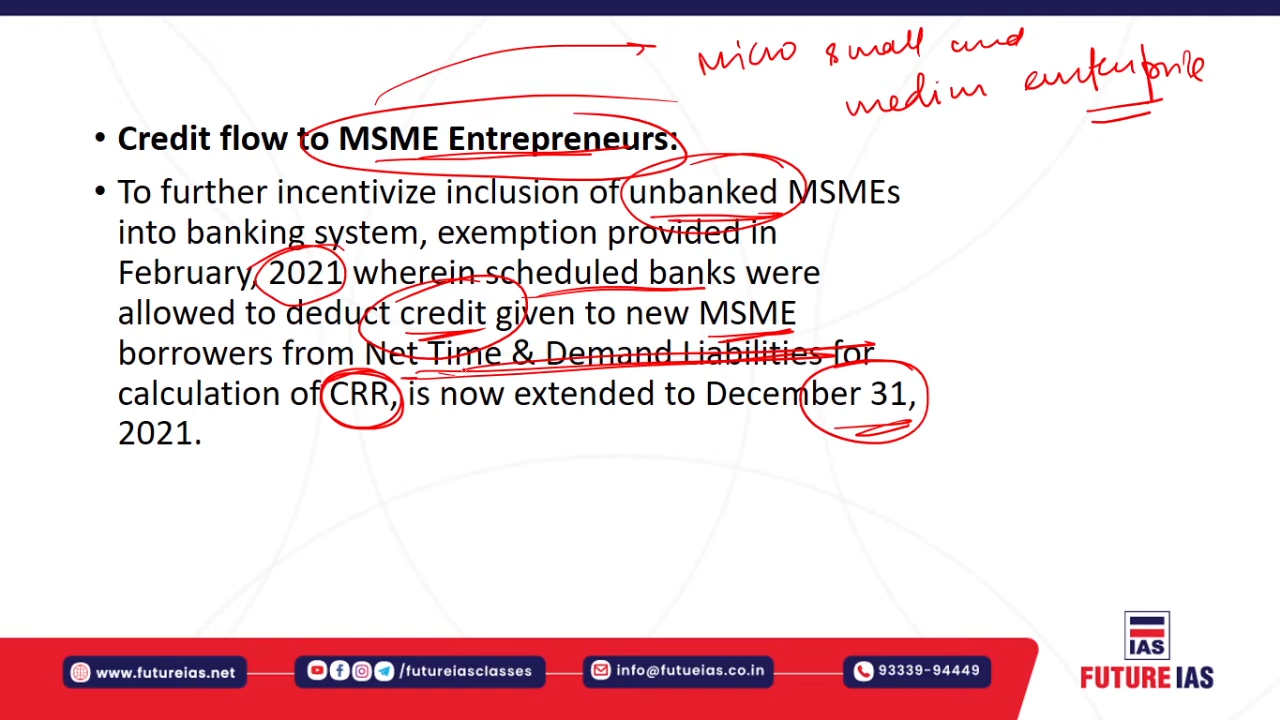 Micro small and
medium enterprise
• Credit flow to MSME Entrepreneurs:
• To further incentivize inclusion of unbanked MSMEs
into banking system, exemption provided in
February, 2021 wherein scheduled banks were
allowed to deduct credit given to new MSME
borrowers from Net Time & Demand Liabilities for
calculation of CRR, is now extended to December 31,
2021.
IAS
FUTURE IAS
www.futureias.net
/futureiasclasses
info@futueias.co.in
93339-94449